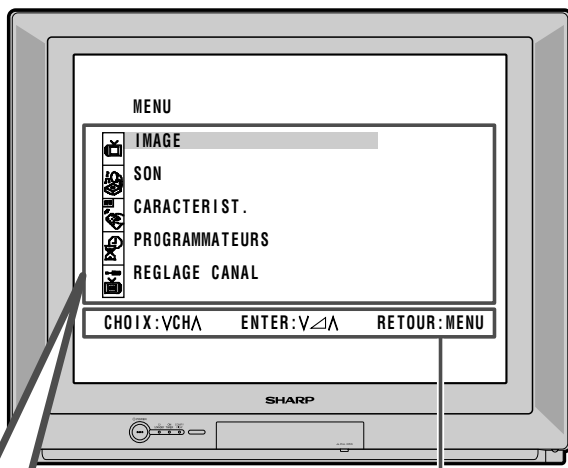 MENU
IMAGE
SON
CARACTERIST.
PROGRAMMATEURS
REGLAGE CANAL
CHOIX:∨CH∧ ENTER:∨⊿∧ RETOUR:MENU
SHARP